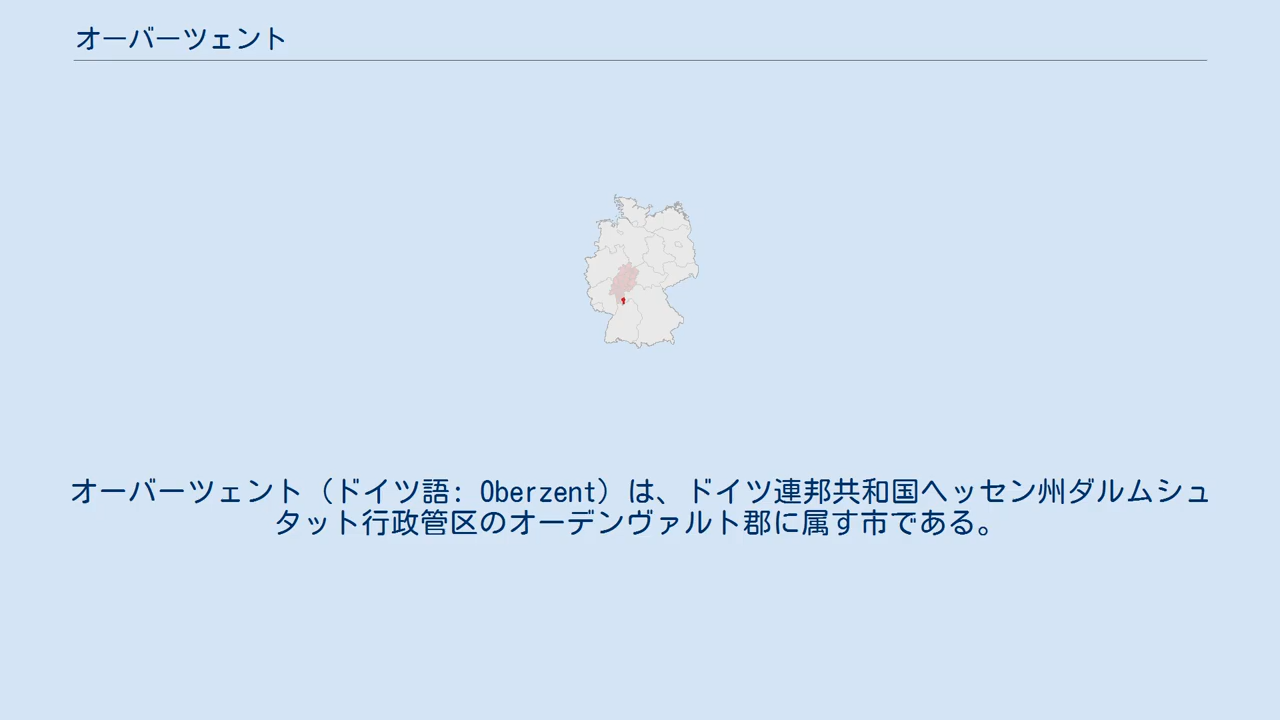 オーバーツェント
オーバーツェント（ドイツ語: Oberzent）は、ドイツ連邦共和国ヘッセン州ダルムシュ
タット行政管区のオーデンヴァルト郡に属す市である。